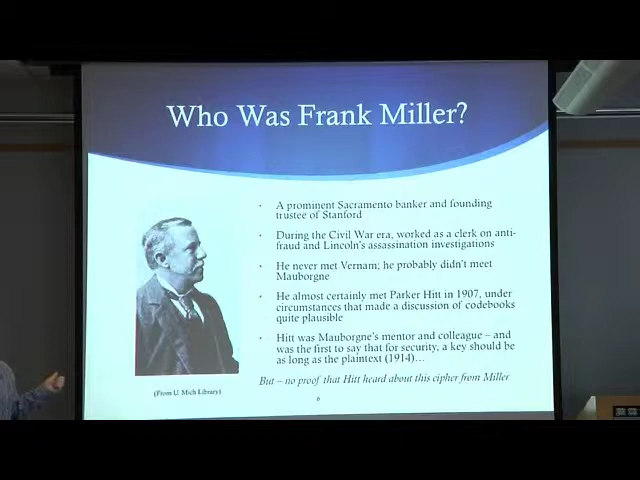 Who Was Frank Miller?
• A prominent Sacramento banker and founding
trustee of Stanford
• During the Civil War era, worked as a clerk on anti-
fraud and Lincoln's assassination investigations
• He never met Vernam; he probably didn't meet
Mauborgne
• He almost certainly met Parker Hitt in 1907, under
circumstances that made a discussion of codebooks
quite plausible
• Hitt was Mauborgne's mentor and colleague – and
was the first to say that for security, a key should be
as long as the plaintext (1914)…
But – no proof that Hitt heard about this cipher from Miller
(From U. Mich Library)
6